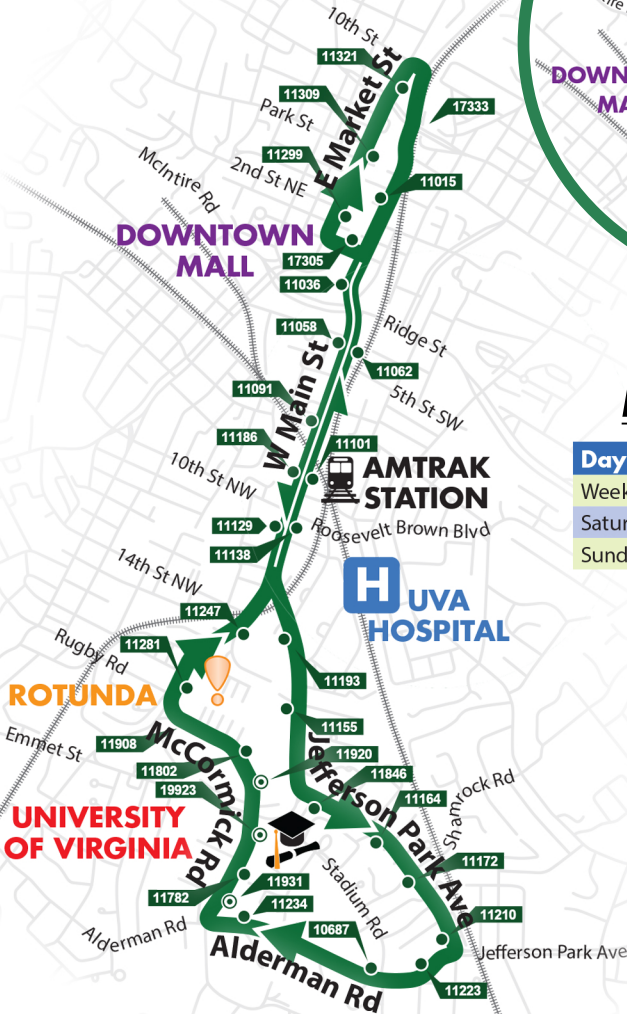 10th St
11321
E Market St
11309
Park St
17333
DOWN
MA
11299
McIntire Rd
2nd St NE
11015
DOWNTOWN
MALL
17305
11036
11058
Ridge St
W Main St
11062
11091
5th St SW
11186
11101
10th St NW
AMTRAK
STATION
Day
Week
Satur
Sund
11129
Roosevelt Brown Blvd
11138
14th St NW
H
UVA
HOSPITAL
11247
Rugby Rd
11281
11193
ROTUNDA
11155
Emmet St
11908
McCormick Rd
11920
Jefferson Park Ave
11802
11846
19923
11164
Shamrock Rd
UNIVERSITY
OF VIRGINIA
11172
Stadium Rd
11782
11931
11234
11210
Alderman Rd
10687
Alderman Rd
Jefferson Park Ave
11223